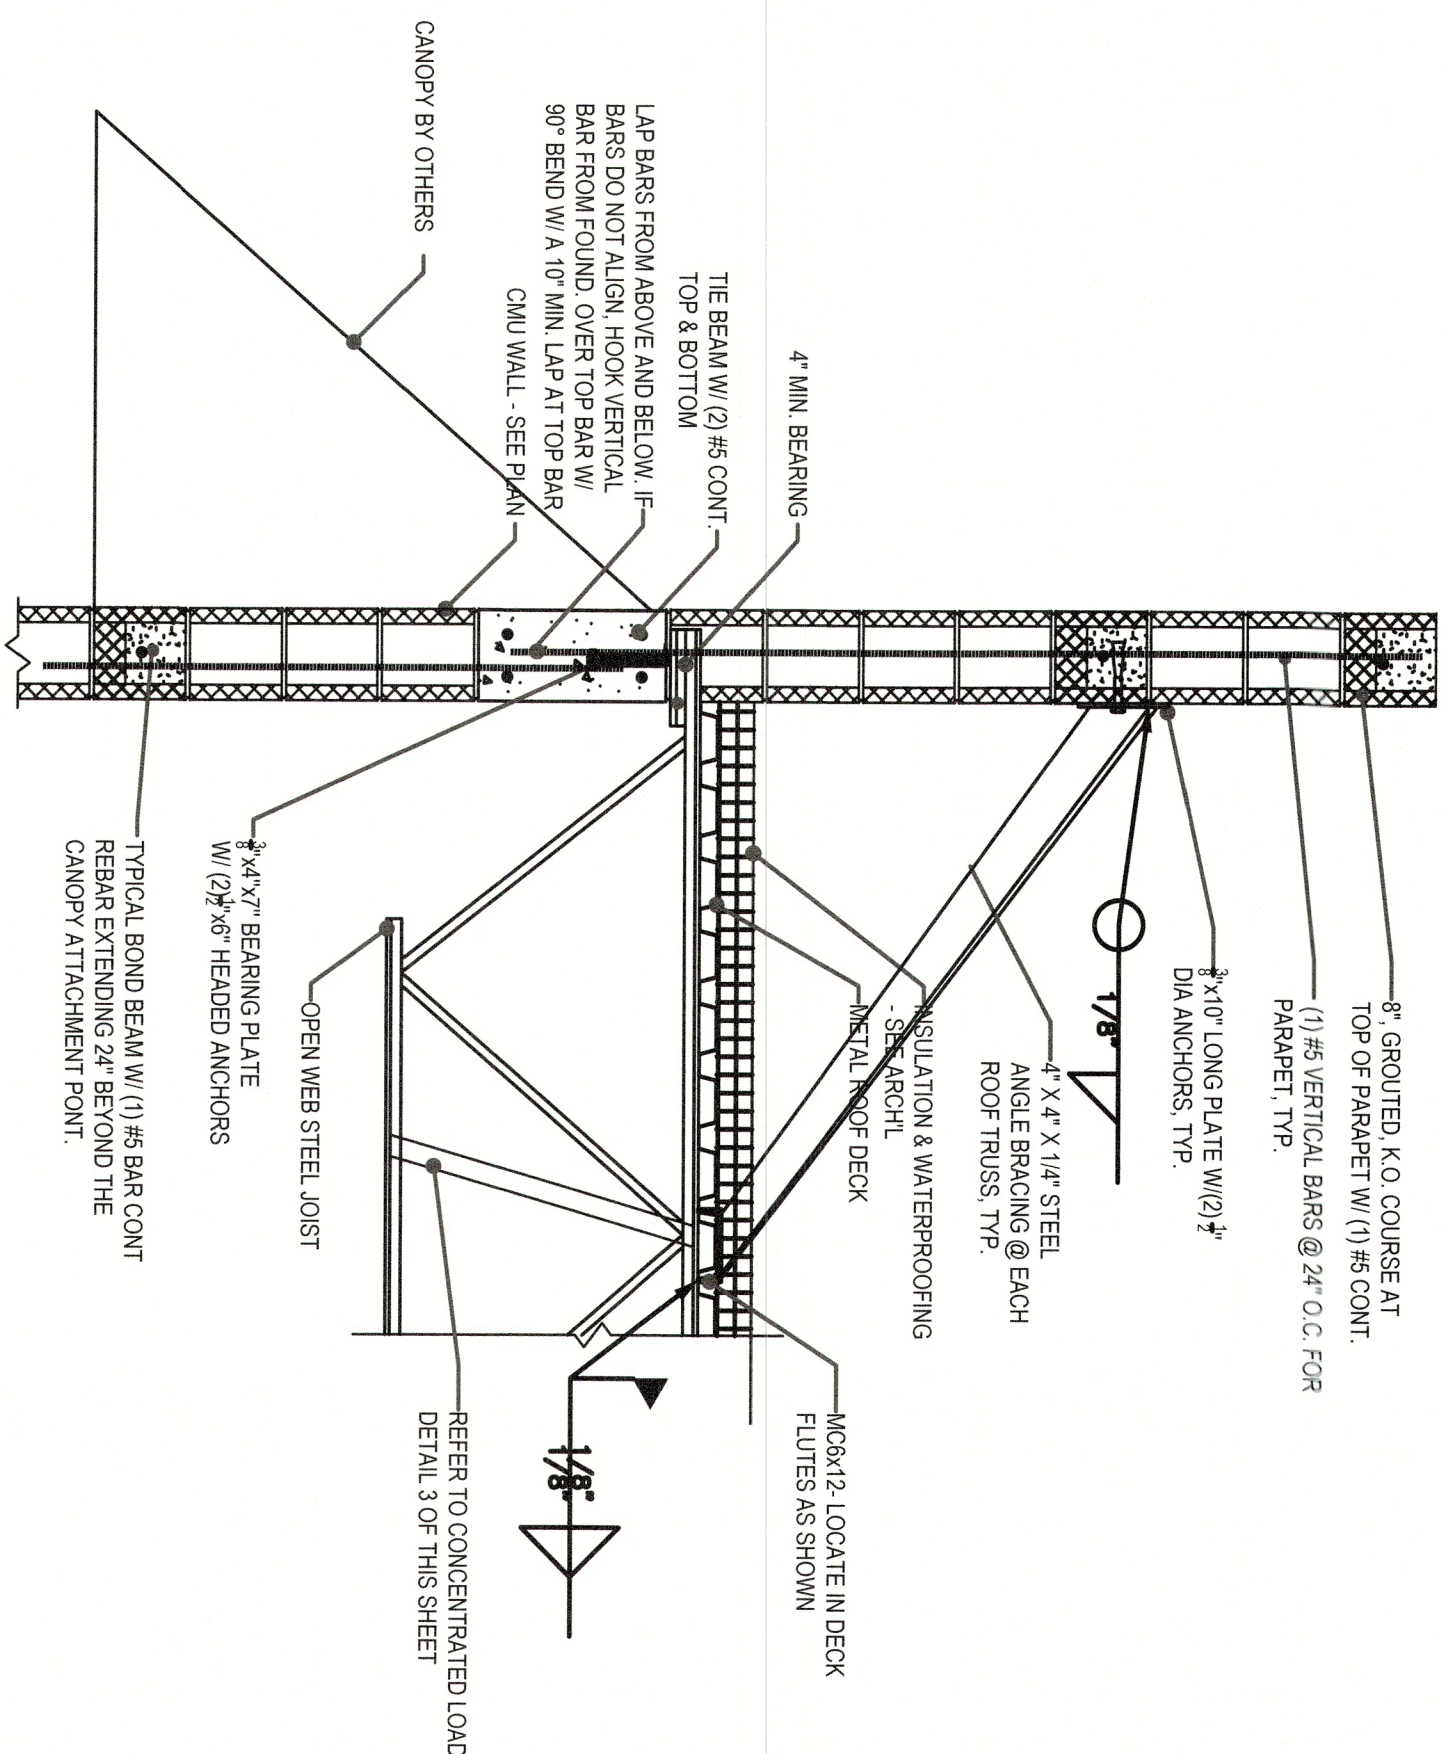 8", GROUTED, K.O. COURSE AT
TOP OF PARAPET W/ (1) #5 CONT.
(1) #5 VERTICAL BARS @ 24" O.C. FOR
PARAPET, TYP.
3/8"x10" LONG PLATE W/(2) 1/2"
DIA ANCHORS, TYP.
1/8"
4" X 4" X 1/4" STEEL
ANGLE BRACING @ EACH
ROOF TRUSS, TYP.
INSULATION & WATERPROOFING
- SEE ARCH'L
METAL ROOF DECK
MC6x12- LOCATE IN DECK
FLUTES AS SHOWN
4" MIN. BEARING
TIE BEAM W/ (2) #5 CONT.
TOP & BOTTOM
LAP BARS FROM ABOVE AND BELOW. IF
BARS DO NOT ALIGN, HOOK VERTICAL
BAR FROM FOUND. OVER TOP BAR W/
90° BEND W/ A 10" MIN. LAP AT TOP BAR
CMU WALL - SEE PLAN
CANOPY BY OTHERS
1/8"
1/8"
REFER TO CONCENTRATED LOAD
DETAIL 3 OF THIS SHEET
OPEN WEB STEEL JOIST
3/8"x4"x7" BEARING PLATE
W/ (2) 1/2"x6" HEADED ANCHORS
TYPICAL BOND BEAM W/ (1) #5 BAR CONT
REBAR EXTENDING 24" BEYOND THE
CANOPY ATTACHMENT PONT.